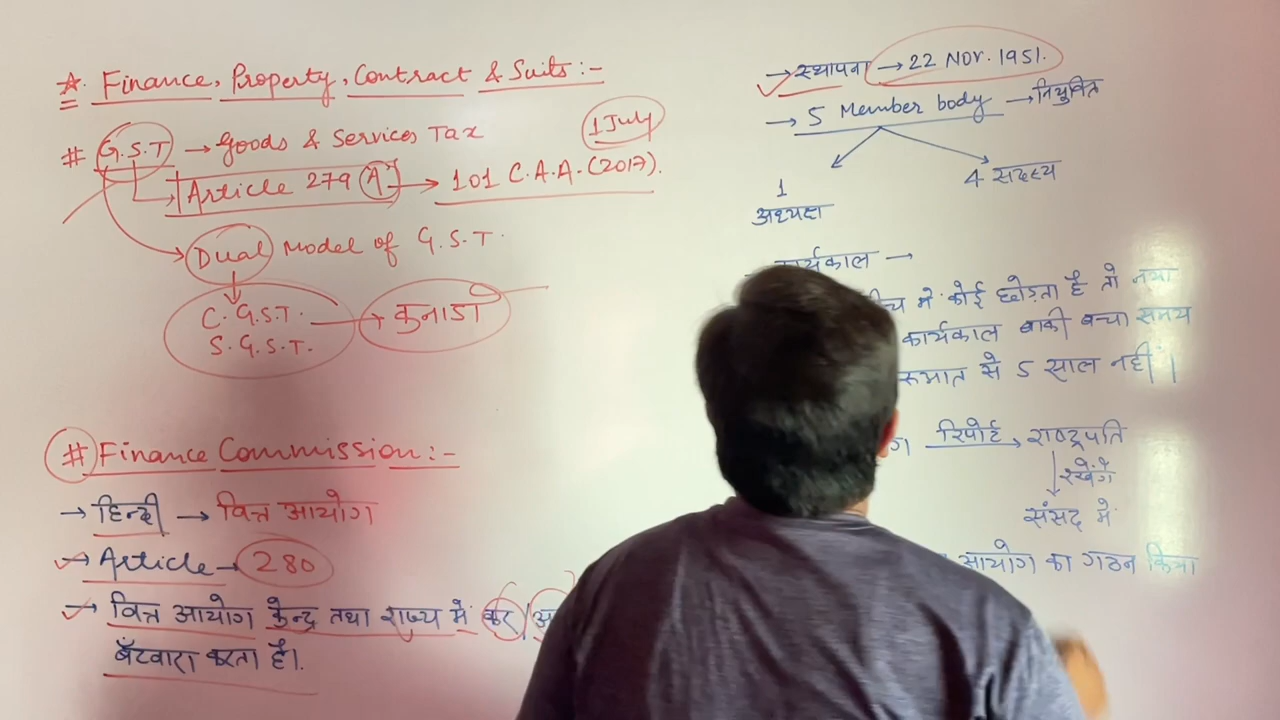 ☆. Finance, Property, Contract & Suits:-
# G.S.T → Goods & Services Tax
1 July
Article 279 (A) → 101 C.A.A. (2017).
Dual Model of G.S.T.
C.G.S.T. → कनाडा
S.G.S.T.
# Finance Commission:-
→ हिन्दी → वित्त आयोग
→ Article → 280
→ वित्त आयोग केन्द्र तथा राज्य में कर/
बँटवारा करता है।
→ स्थापना → 22 NOV. 1951.
→ 5 Member body → नियुक्ति
1 अध्यक्ष
4 सदस्य
कार्यकाल →
में कोई छोड़ता है तो नया
कार्यकाल बाकी बचा समय
से 5 साल नहीं।
रिपोर्ट → राष्ट्रपति
↓ रखेंगे
संसद में
आयोग का गठन किया